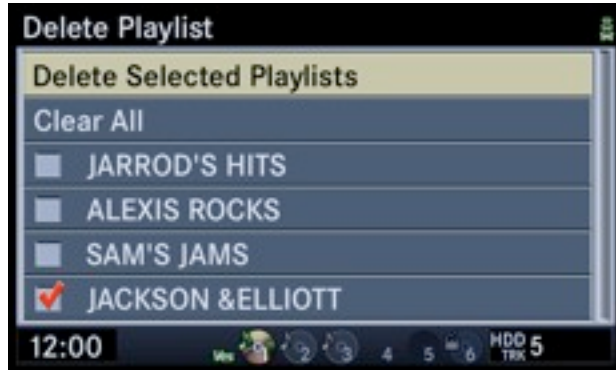 Delete Playlist
Delete Selected Playlists
Clear All
JARROD'S HITS
ALEXIS ROCKS
SAM'S JAMS
JACKSON &ELLIOTT
12:00 Ves 2 3 4 5 6 HDD TRK 5